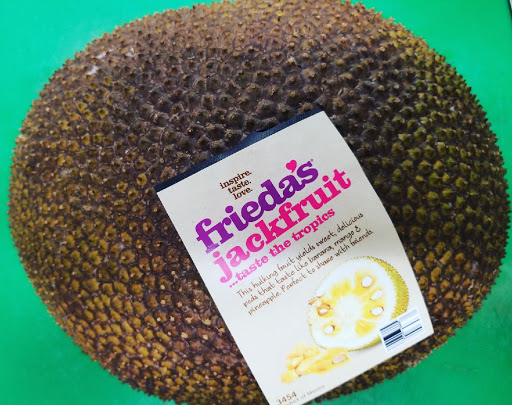 inspire.
taste.
love.
frieda's®
jackfruit
...taste the tropics
This hulking fruit yields sweet, delicious
pods that taste like banana, mango &
pineapple. Perfect to share with friends
3454